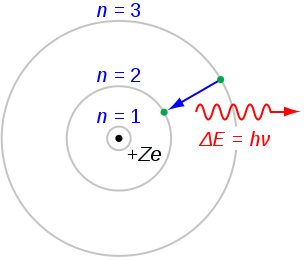 n = 3
n = 2
n = 1
+Ze
ΔE = hν